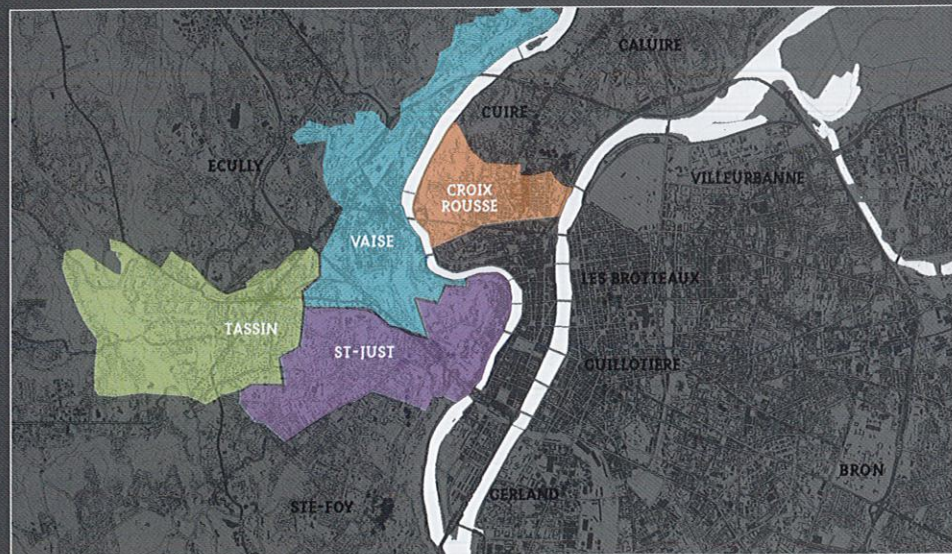 CALUIRE
CUIRE
ECULLY
VILLEURBANNE
CROIX
ROUSSE
VAISE
LES BROTTEAUX
TASSIN
ST-JUST
GUILLOTIERE
BRON
STE-FOY
GERLAND